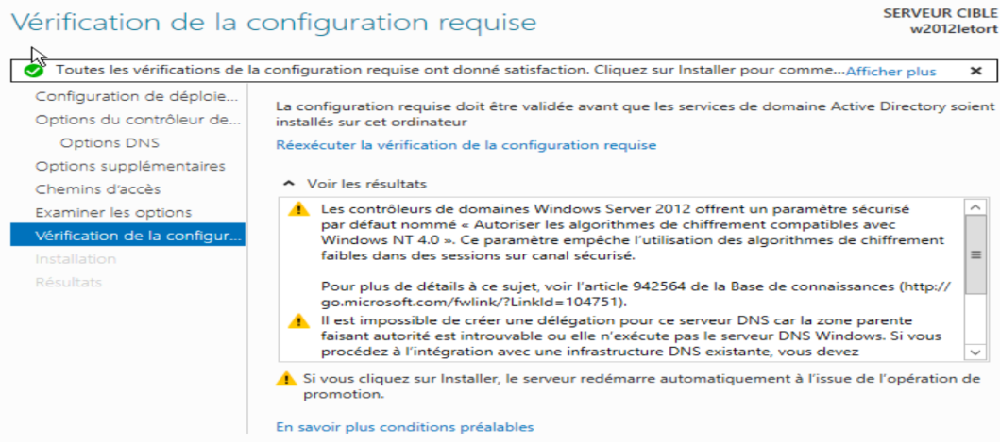 Vérification de la configuration requise
SERVEUR CIBLE
w2012letort
Toutes les vérifications de la configuration requise ont donné satisfaction. Cliquez sur Installer pour comme...Afficher plus
Configuration de déploie...
Options du contrôleur de...
Options DNS
Options supplémentaires
Chemins d'accès
Examiner les options
Vérification de la configur...
Installation
Résultats
La configuration requise doit être validée avant que les services de domaine Active Directory soient
installés sur cet ordinateur
Réexécuter la vérification de la configuration requise
Voir les résultats
Les contrôleurs de domaines Windows Server 2012 offrent un paramètre sécurisé
par défaut nommé « Autoriser les algorithmes de chiffrement compatibles avec
Windows NT 4.0 ». Ce paramètre empêche l'utilisation des algorithmes de chiffrement
faibles dans des sessions sur canal sécurisé.
Pour plus de détails à ce sujet, voir l'article 942564 de la Base de connaissances (http://
go.microsoft.com/fwlink/?LinkId=104751).
Il est impossible de créer une délégation pour ce serveur DNS car la zone parente
faisant autorité est introuvable ou elle n'exécute pas le serveur DNS Windows. Si vous
procédez à l'intégration avec une infrastructure DNS existante, vous devez
Si vous cliquez sur Installer, le serveur redémarre automatiquement à l'issue de l'opération de
promotion.
En savoir plus conditions préalables